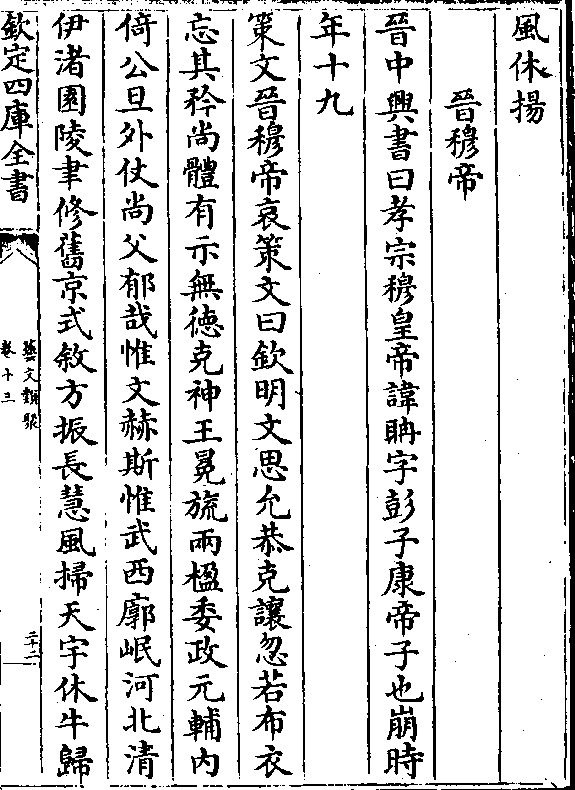 風休揚
晉穆帝
晉中興書曰孝宗穆皇帝諱聃字彭子康帝子也崩時
年十九
策文晉穆帝哀策文曰欽明文思允恭克讓忽若布衣
忘其矜尚體有示無徳克神王冕旒兩楹委政元輔内
倚公旦外仗尚父郁哉惟文赫斯惟武西廓岷河北清
伊渚園陵聿修舊京式敘方振長慧風掃天宇休牛歸
欽定四庫全書
藝文類聚
卷十三
三十二